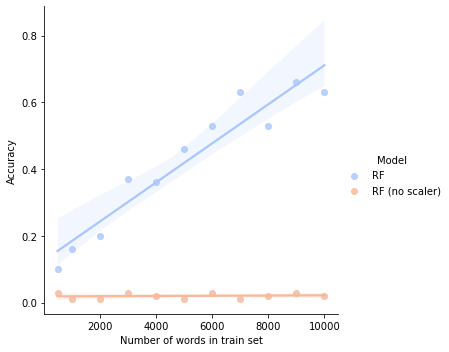 0.8
0.6
0.4
0.2
0.0
Accuracy
2000 4000 6000 8000 10000
Number of words in train set
Model
RF
RF (no scaler)